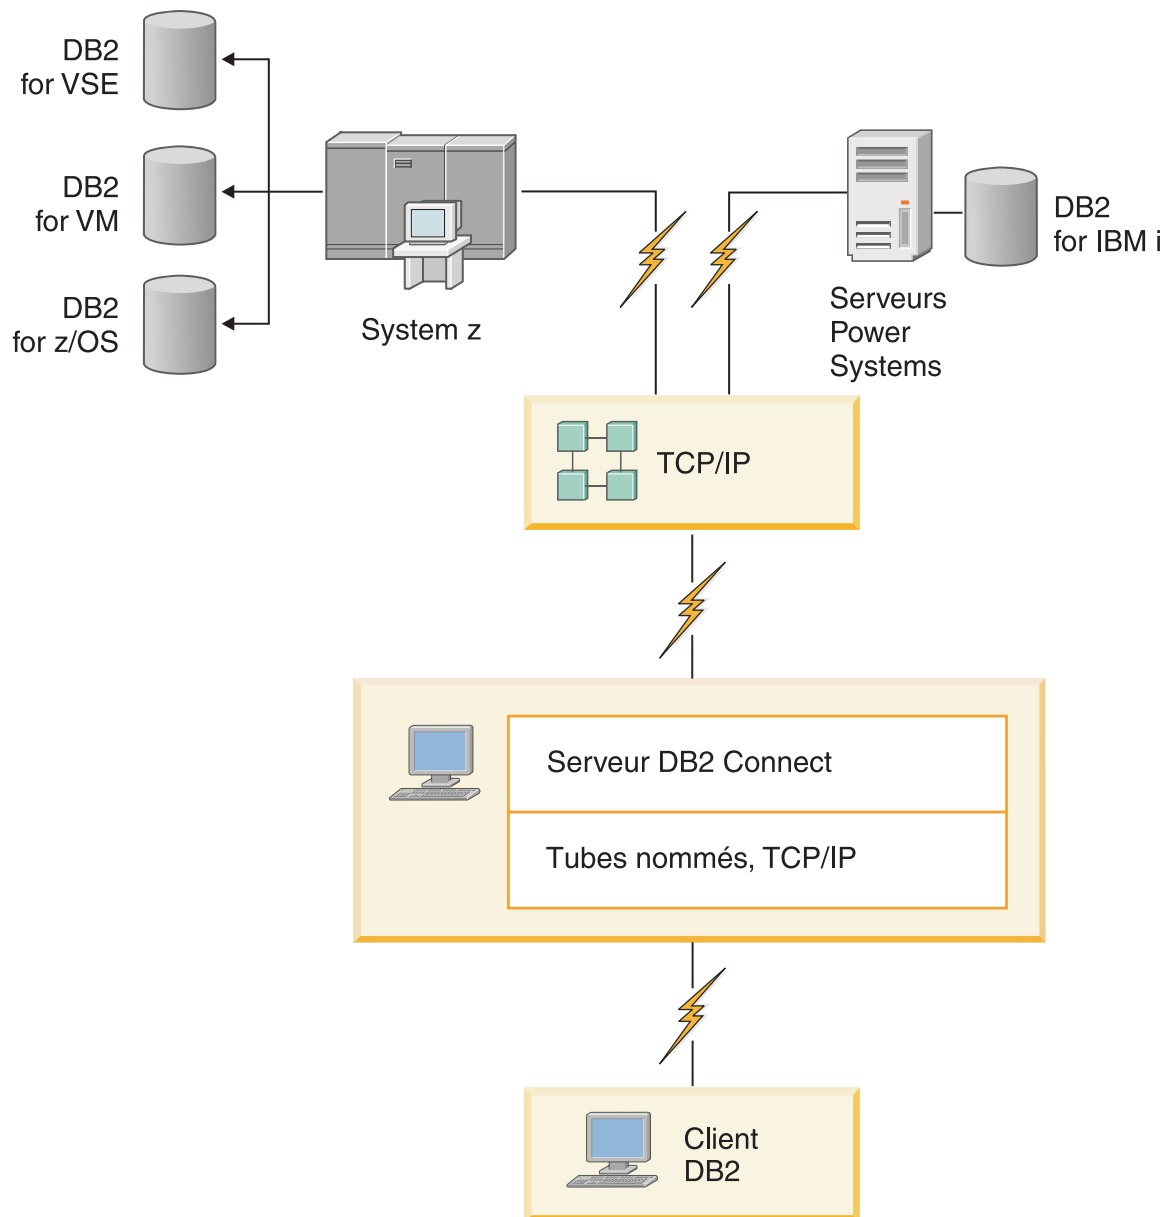 DB2
for VSE
DB2
for VM
DB2
for z/OS
System z
DB2
for IBM i
Serveurs
Power
Systems
TCP/IP
Serveur DB2 Connect
Tubes nommés, TCP/IP
Client
DB2